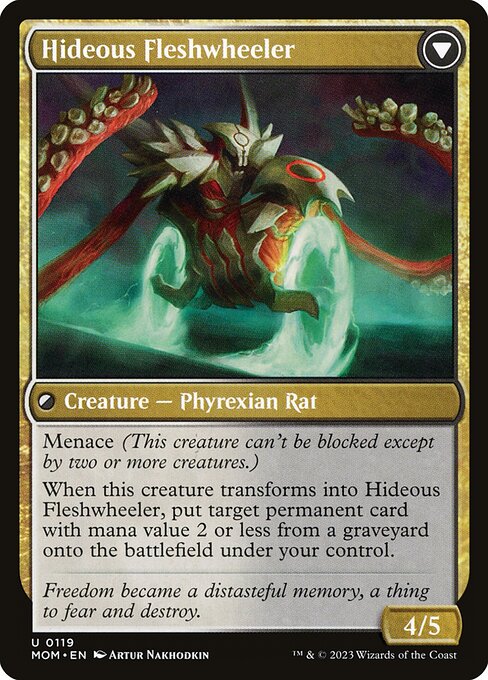 Hideous Fleshwheeler
Creature — Phyrexian Rat
Menace (This creature can't be blocked except
by two or more creatures.)
When this creature transforms into Hideous
Fleshwheeler, put target permanent card
with mana value 2 or less from a graveyard
onto the battlefield under your control.
Freedom became a distasteful memory, a thing
to fear and destroy.
4/5
U 0119
MOM • EN Artur Nakhodkin
™ & © 2023 Wizards of the Coast